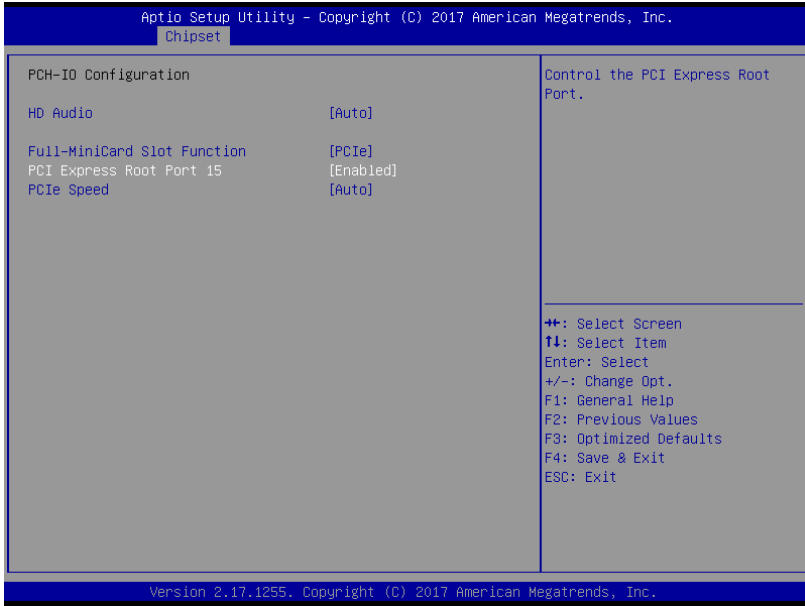 Aptio Setup Utility – Copyright (C) 2017 American Megatrends, Inc.
Chipset
PCH-IO Configuration
HD Audio [Auto]
Full-MiniCard Slot Function [PCIe]
PCI Express Root Port 15 [Enabled]
PCIe Speed [Auto]
Control the PCI Express Root
Port.
→←: Select Screen
↑↓: Select Item
Enter: Select
+/-: Change Opt.
F1: General Help
F2: Previous Values
F3: Optimized Defaults
F4: Save & Exit
ESC: Exit
Version 2.17.1255. Copyright (C) 2017 American Megatrends, Inc.